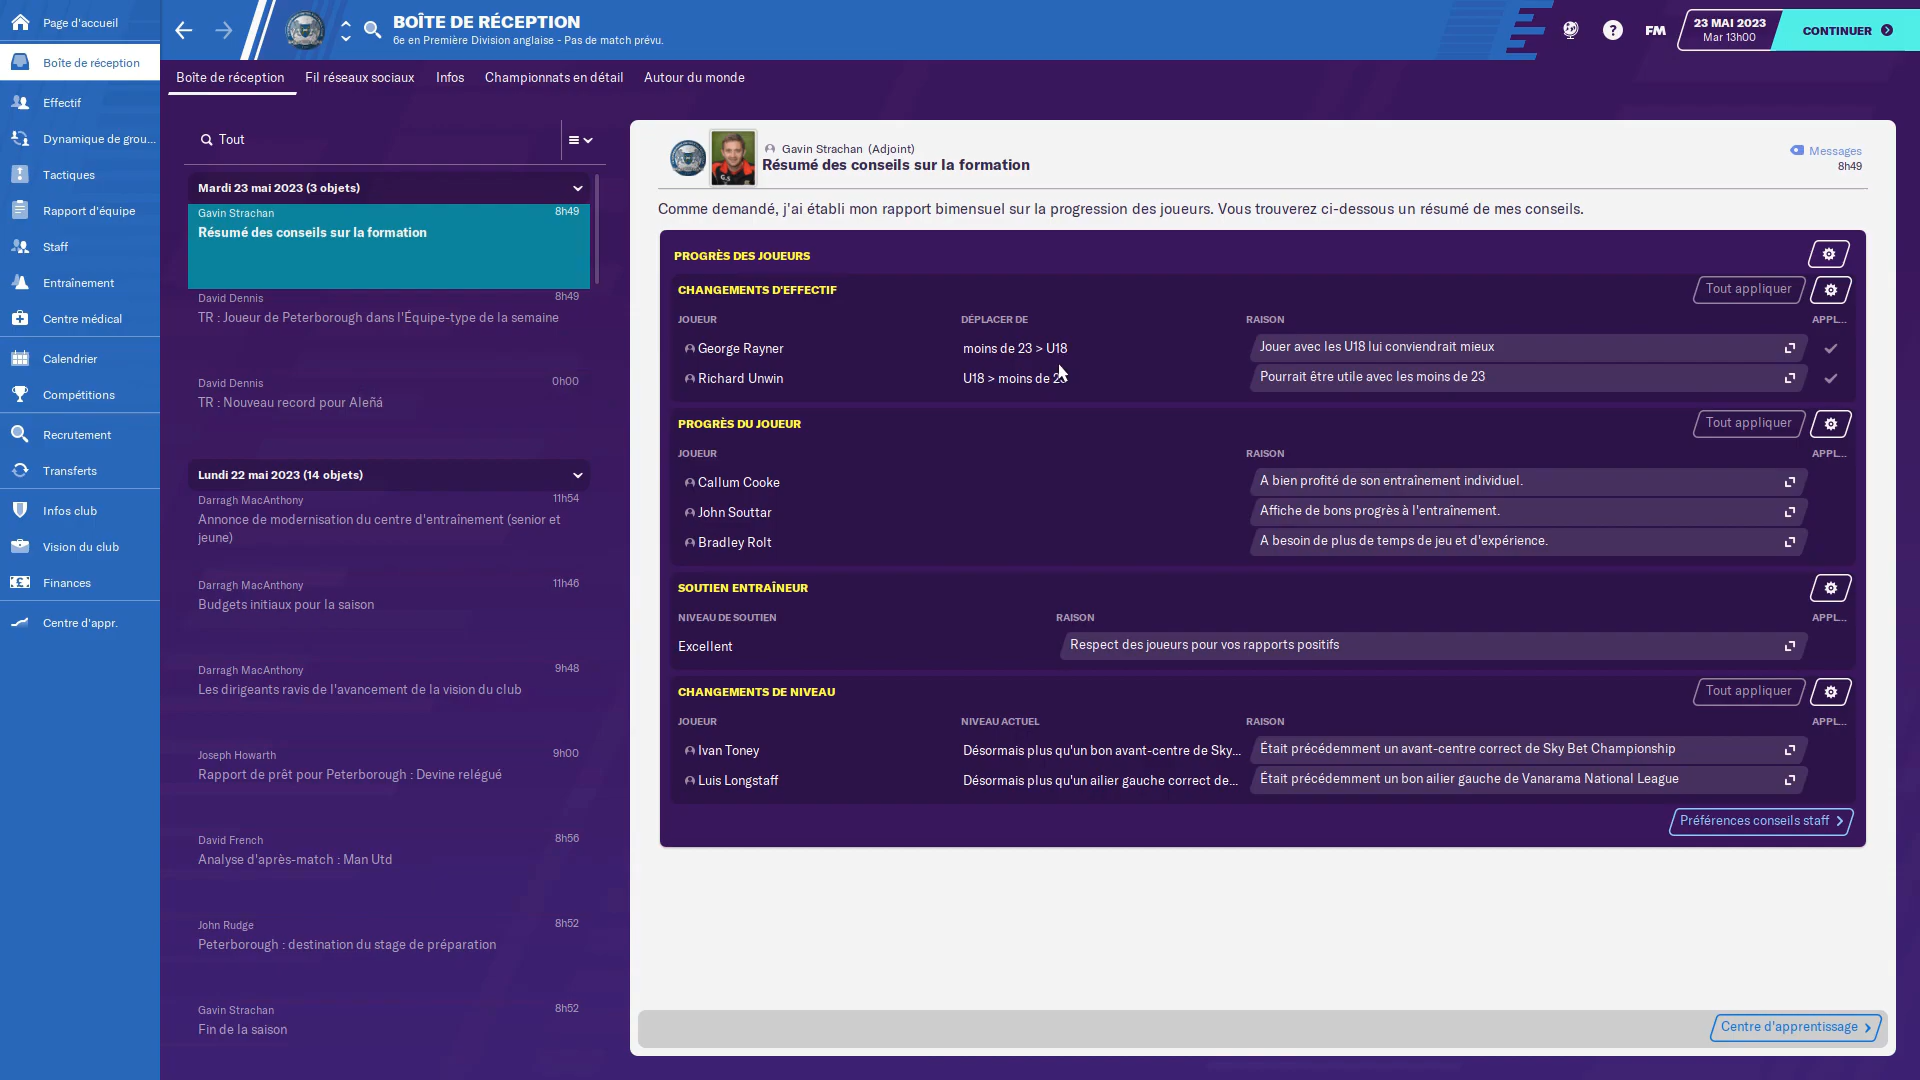 Page d'accueil
Boîte de réception
Effectif
Dynamique de grou...
Tactiques
Rapport d'équipe
Staff
Entraînement
Centre médical
Calendrier
Compétitions
Recrutement
Transferts
Infos club
Vision du club
Finances
Centre d'appr.
BOÎTE DE RÉCEPTION
6e en Première Division anglaise - Pas de match prévu.
FM
23 MAI 2023
Mar 13h00
CONTINUER
Boîte de réception Fil réseaux sociaux Infos Championnats en détail Autour du monde
Tout
Mardi 23 mai 2023 (3 objets)
Gavin Strachan 8h49
Résumé des conseils sur la formation
David Dennis 8h49
TR : Joueur de Peterborough dans l'Équipe-type de la semaine
David Dennis 0h00
TR : Nouveau record pour Aleñá
Lundi 22 mai 2023 (14 objets)
Darragh MacAnthony 11h54
Annonce de modernisation du centre d'entraînement (senior et
jeune)
Darragh MacAnthony 11h46
Budgets initiaux pour la saison
Darragh MacAnthony 9h48
Les dirigeants ravis de l'avancement de la vision du club
Joseph Howarth 9h00
Rapport de prêt pour Peterborough : Devine relégué
David French 8h56
Analyse d'après-match : Man Utd
John Rudge 8h52
Peterborough : destination du stage de préparation
Gavin Strachan 8h52
Fin de la saison
Gavin Strachan (Adjoint)
Résumé des conseils sur la formation
Messages
8h49
Comme demandé, j'ai établi mon rapport bimensuel sur la progression des joueurs. Vous trouverez ci-dessous un résumé de mes conseils.
PROGRÈS DES JOUEURS
CHANGEMENTS D'EFFECTIF Tout appliquer
JOUEUR DÉPLACER DE RAISON APPL...
George Rayner moins de 23 > U18 Jouer avec les U18 lui conviendrait mieux
Richard Unwin U18 > moins de 23 Pourrait être utile avec les moins de 23
PROGRÈS DU JOUEUR Tout appliquer
JOUEUR RAISON APPL...
Callum Cooke A bien profité de son entraînement individuel.
John Souttar Affiche de bons progrès à l'entraînement.
Bradley Rolt A besoin de plus de temps de jeu et d'expérience.
SOUTIEN ENTRAÎNEUR
NIVEAU DE SOUTIEN RAISON APPL...
Excellent Respect des joueurs pour vos rapports positifs
CHANGEMENTS DE NIVEAU Tout appliquer
JOUEUR NIVEAU ACTUEL RAISON APPL...
Ivan Toney Désormais plus qu'un bon avant-centre de Sky... Était précédemment un avant-centre correct de Sky Bet Championship
Luis Longstaff Désormais plus qu'un ailier gauche correct de... Était précédemment un bon ailier gauche de Vanarama National League
Préférences conseils staff
Centre d'apprentissage